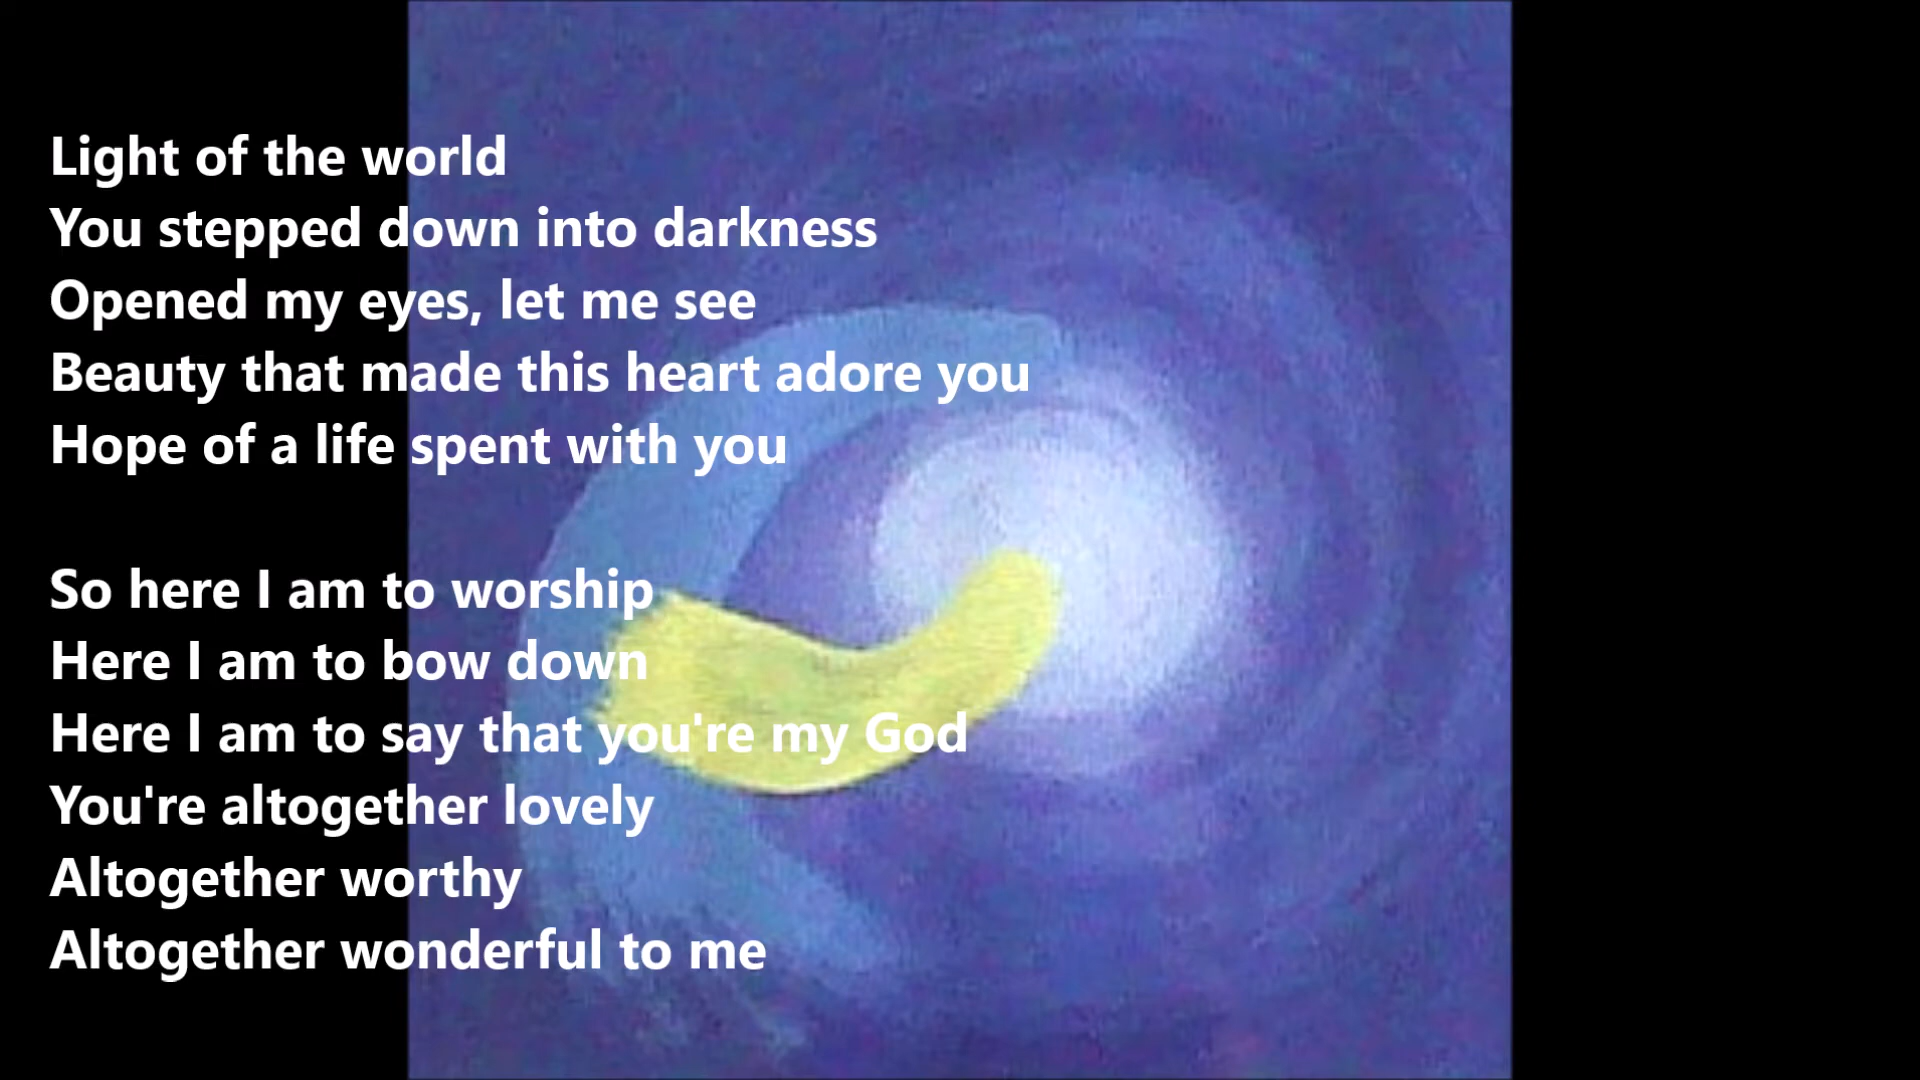 Light of the world
You stepped down into darkness
Opened my eyes, let me see
Beauty that made this heart adore you
Hope of a life spent with you
So here I am to worship
Here I am to bow down
Here I am to say that you're my God
You're altogether lovely
Altogether worthy
Altogether wonderful to me